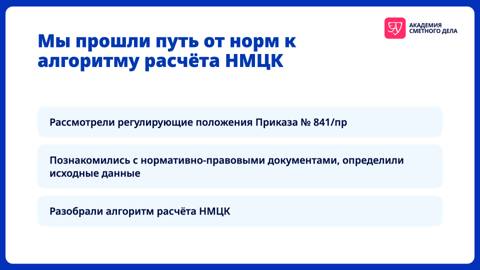 АКАДЕМИЯ
СМЕТНОГО ДЕЛА
Мы прошли путь от норм к
алгоритму расчёта НМЦК
Рассмотрели регулирующие положения Приказа № 841/пр
Познакомились с нормативно-правовыми документами, определили
исходные данные
Разобрали алгоритм расчёта НМЦК